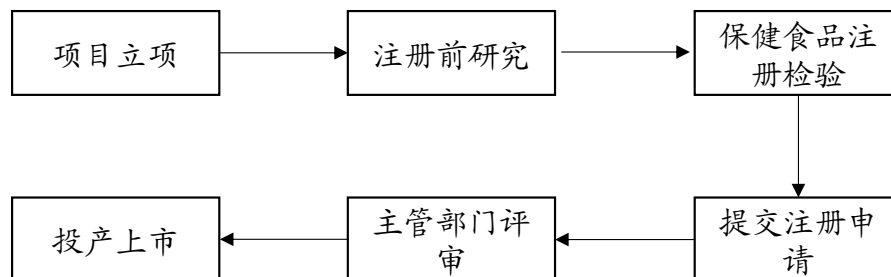 项目立项
注册前研究
保健食品注
册检验
提交注册申
请
主管部门评
审
投产上市